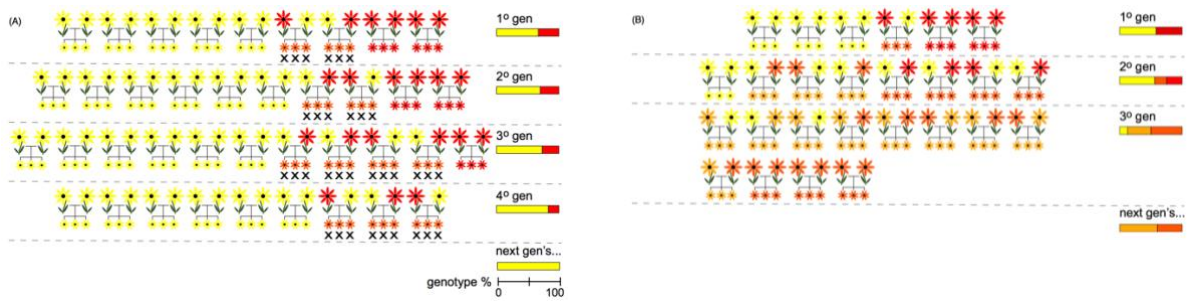 (A)
1º gen
X X X X X X
2º gen
X X X X X X
3º gen
X X X X X X X X X X X X
4º gen
X X X X X X X X X
next gen's...
genotype %
0 100
(B)
1º gen
2º gen
3º gen
next gen's...